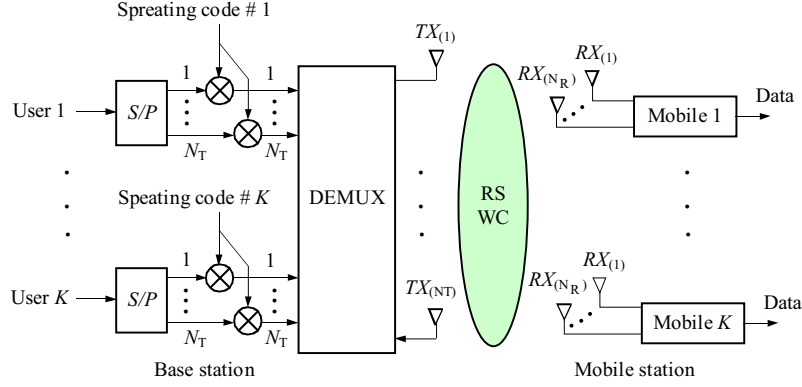 Spreating code # 1
TX(1)
RX(1)
RX(NR)
Data
User 1
S/P
1
1
NT
NT
Mobile 1
DEMUX
RS
WC
Speating code # K
User K
S/P
1
1
NT
NT
TX(NT)
RX(1)
RX(NR)
Data
Mobile K
Base station
Mobile station